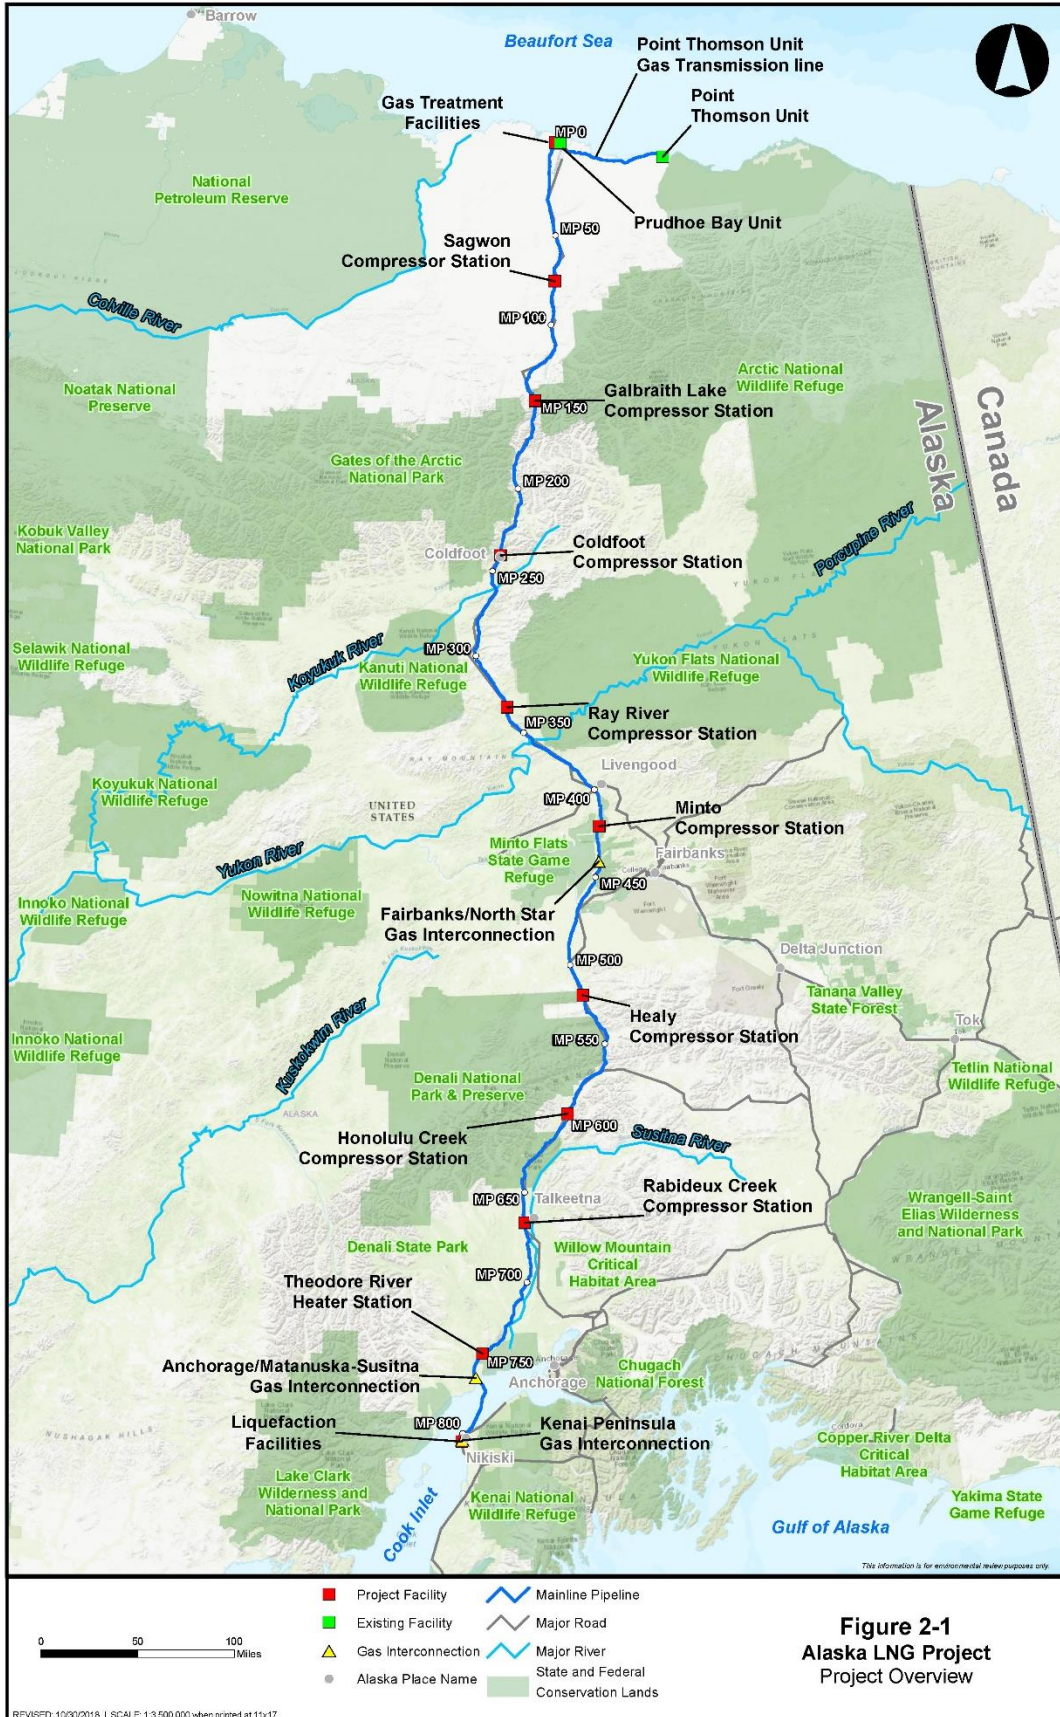 Barrow
Beaufort Sea
Point Thomson Unit
Gas Transmission line
Point
Thomson Unit
Gas Treatment
Facilities
MP 0
National
Petroleum Reserve
Prudhoe Bay Unit
MP 50
Sagwon
Compressor Station
Colville River
MP 100
Noatak National
Preserve
Arctic National
Wildlife Refuge
Galbraith Lake
Compressor Station
MP 150
Alaska
Canada
Gates of the Arctic
National Park
MP 200
Kobuk Valley
National Park
Coldfoot
Coldfoot
Compressor Station
Porcupine River
MP 250
Selawik National
Wildlife Refuge
Koyukuk River
MP 300
Kanuti National
Wildlife Refuge
Yukon Flats National
Wildlife Refuge
Ray River
Compressor Station
MP 350
RAY MOUNTAINS
Livengood
Koyukuk National
Wildlife Refuge
UNITED
STATES
MP 400
Minto
Compressor Station
Yukon River
Minto Flats
State Game
Refuge
Fairbanks
MP 450
Innoko National
Wildlife Refuge
Nowitna National
Wildlife Refuge
Fairbanks/North Star
Gas Interconnection
Delta Junction
MP 500
Tanana Valley
State Forest
Kuskokwim River
Healy
Compressor Station
Tok
Innoko National
Wildlife Refuge
MP 550
Tetlin National
Wildlife Refuge
Denali National
Park & Preserve
ALASKA
Honolulu Creek
Compressor Station
MP 600
Susitna River
MP 650
Talkeetna
Rabideux Creek
Compressor Station
Wrangell-Saint
Elias Wilderness
and National Park
Denali State Park
Willow Mountain
Critical
Habitat Area
MP 700
Theodore River
Heater Station
MP 750
Anchorage/Matanuska-Susitna
Gas Interconnection
Anchorage
Anchorage
Chugach
National Forest
MP 800
Liquefaction
Facilities
Kenai Peninsula
Gas Interconnection
Nikiski
NUSHAGAK HILLS
Cordova
Copper River Delta
Critical
Habitat Area
Lake Clark
Wilderness and
National Park
Cook Inlet
Kenai National
Wildlife Refuge
Gulf of Alaska
Yakima State
Game Refuge
This information is for environmental review purposes only.
0 50 100
Miles
Project Facility
Existing Facility
Gas Interconnection
Alaska Place Name
Mainline Pipeline
Major Road
Major River
State and Federal
Conservation Lands
Figure 2-1
Alaska LNG Project
Project Overview
REVISED: 10/30/2018 | SCALE: 1:3,500,000 when printed at 11x17